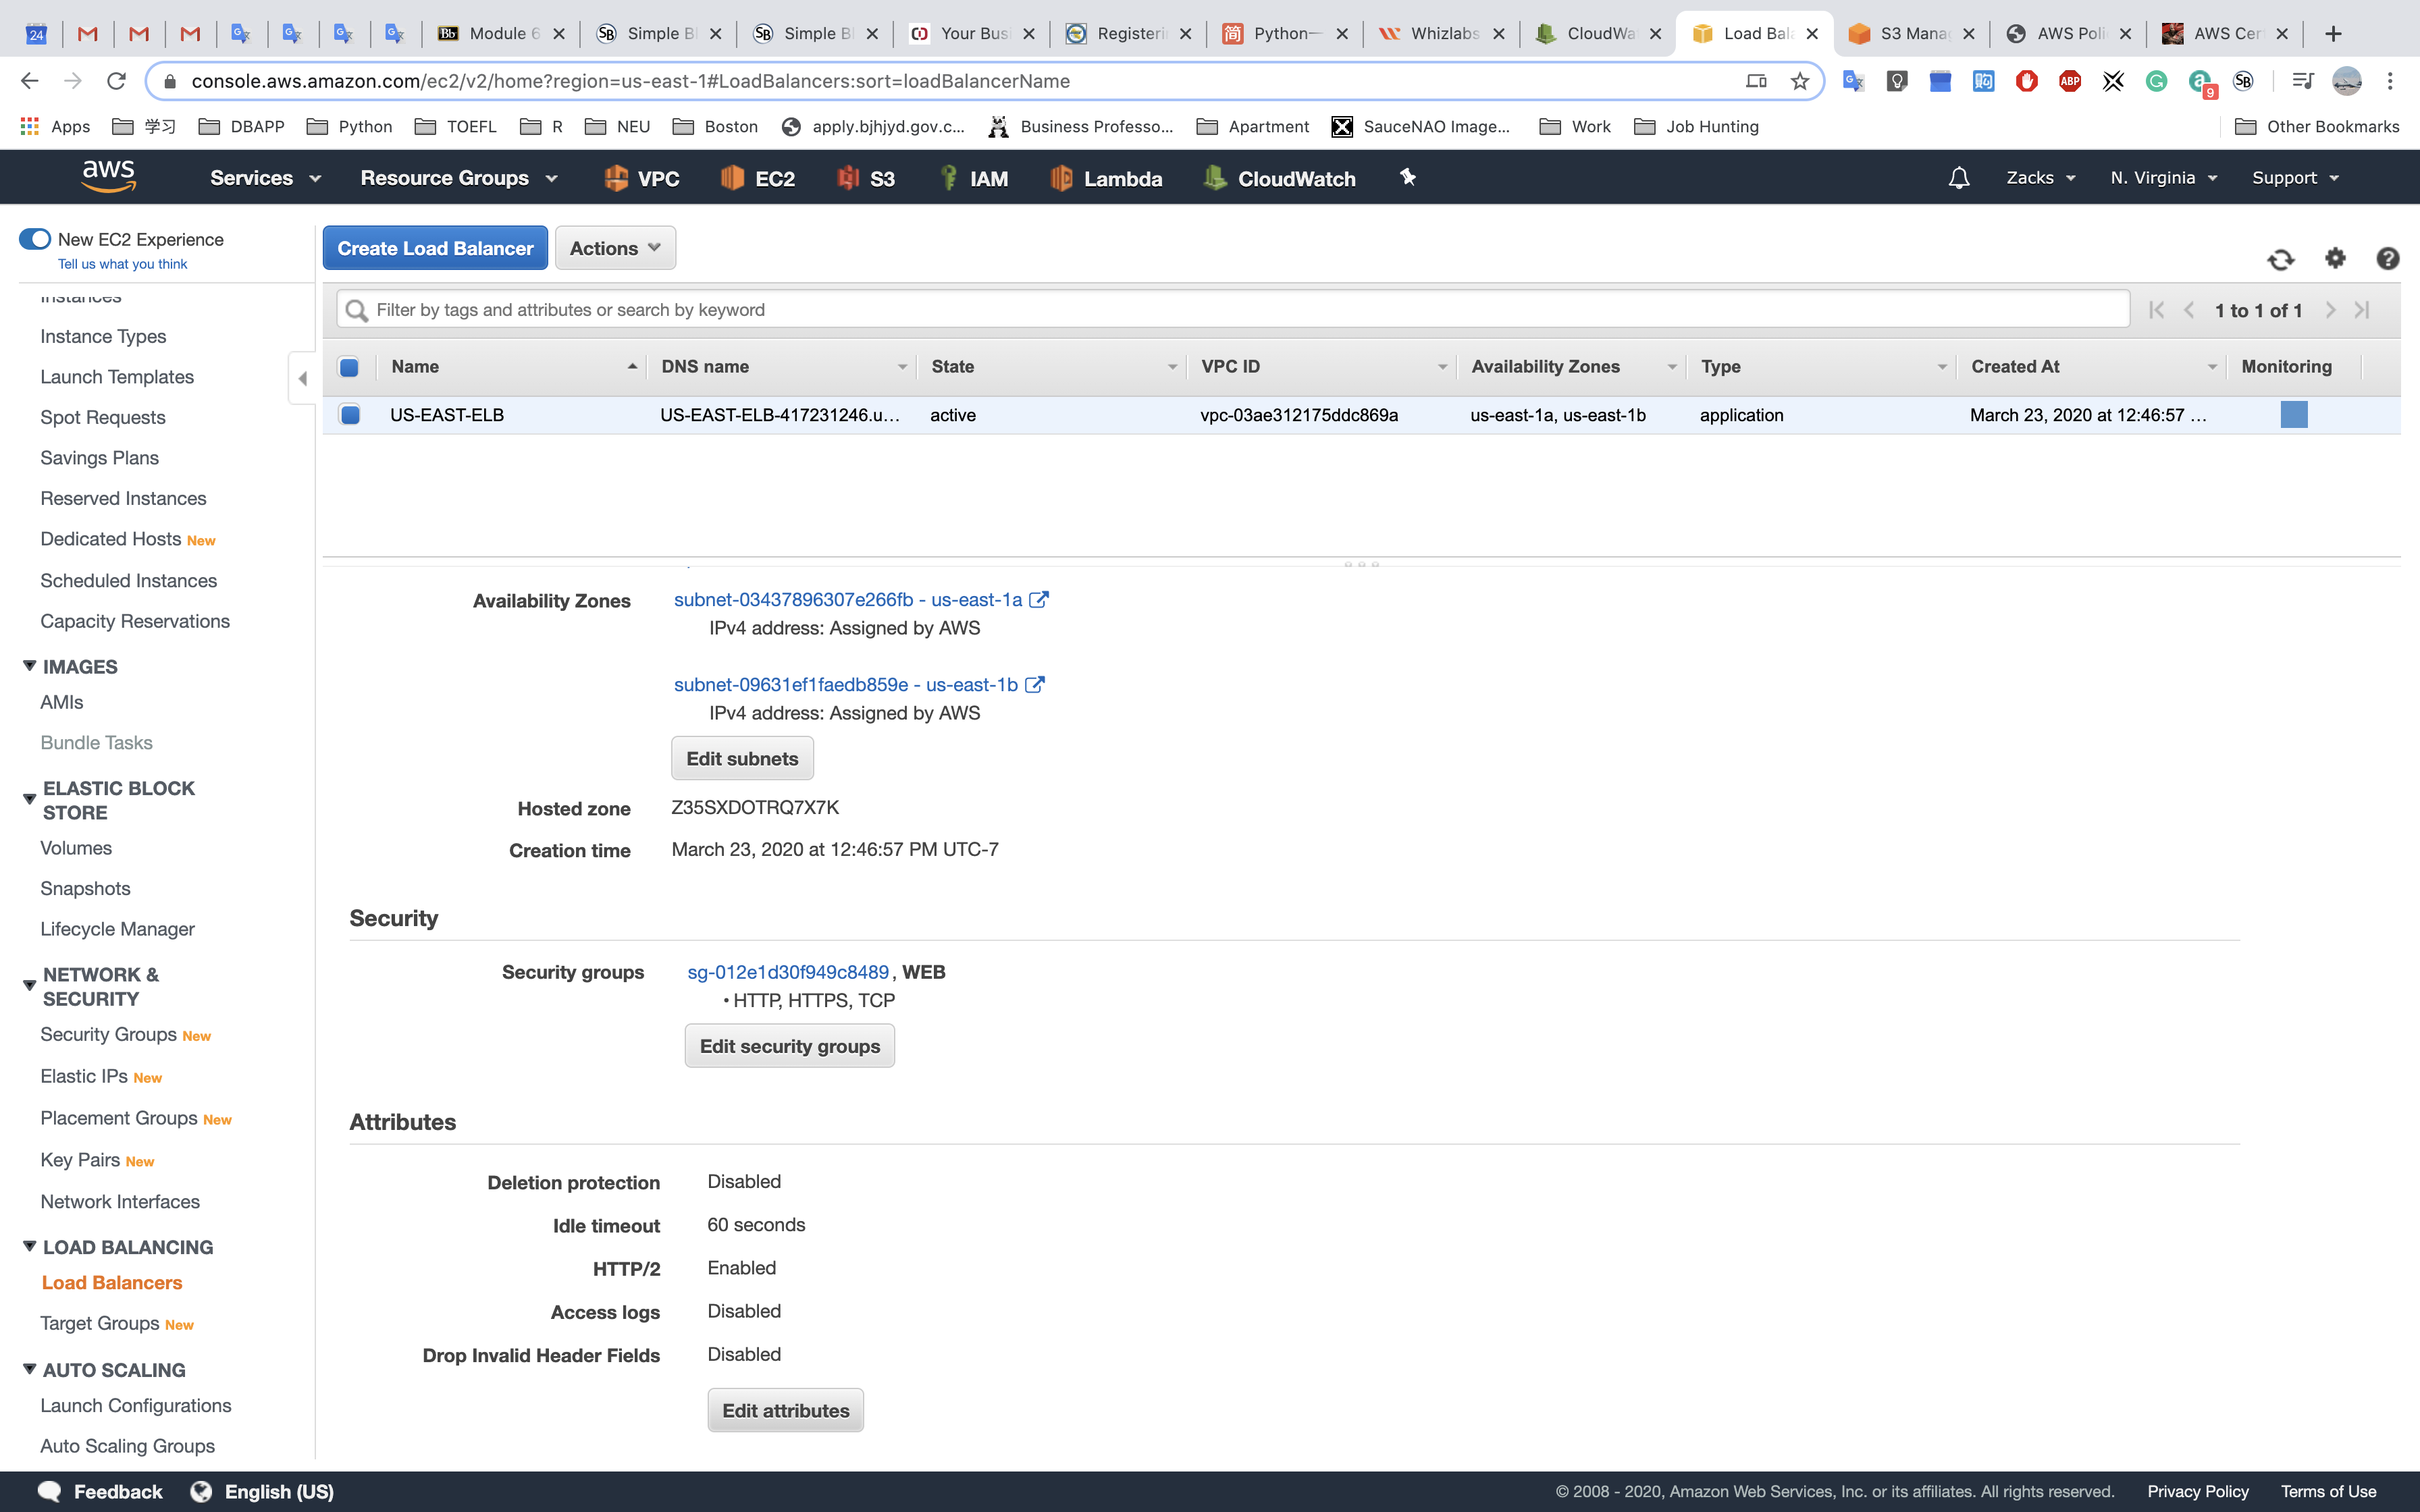 24 Module 6 Simple Bl Simple Bl Your Busi Registeri Python一 Whizlabs CloudWa Load Bala S3 Mana AWS Poli AWS Cer
console.aws.amazon.com/ec2/v2/home?region=us-east-1#LoadBalancers:sort=loadBalancerName
Apps 学习 DBAPP Python TOEFL R NEU Boston apply.bjhjyd.gov.c... Business Professo... Apartment SauceNAO Image... Work Job Hunting Other Bookmarks
aws Services Resource Groups VPC EC2 S3 IAM Lambda CloudWatch Zacks N. Virginia Support
New EC2 Experience
Tell us what you think
Create Load Balancer Actions
Filter by tags and attributes or search by keyword 1 to 1 of 1
Name DNS name State VPC ID Availability Zones Type Created At Monitoring
US-EAST-ELB US-EAST-ELB-417231246.u... active vpc-03ae312175ddc869a us-east-1a, us-east-1b application March 23, 2020 at 12:46:57 ...
Instances
Instance Types
Launch Templates
Spot Requests
Savings Plans
Reserved Instances
Dedicated Hosts New
Scheduled Instances
Capacity Reservations
IMAGES
AMIs
Bundle Tasks
ELASTIC BLOCK
STORE
Volumes
Snapshots
Lifecycle Manager
NETWORK &
SECURITY
Security Groups New
Elastic IPs New
Placement Groups New
Key Pairs New
Network Interfaces
LOAD BALANCING
Load Balancers
Target Groups New
AUTO SCALING
Launch Configurations
Auto Scaling Groups
Availability Zones subnet-03437896307e266fb - us-east-1a
IPv4 address: Assigned by AWS
subnet-09631ef1faedb859e - us-east-1b
IPv4 address: Assigned by AWS
Edit subnets
Hosted zone Z35SXDOTRQ7X7K
Creation time March 23, 2020 at 12:46:57 PM UTC-7
Security
Security groups sg-012e1d30f949c8489, WEB
• HTTP, HTTPS, TCP
Edit security groups
Attributes
Deletion protection Disabled
Idle timeout 60 seconds
HTTP/2 Enabled
Access logs Disabled
Drop Invalid Header Fields Disabled
Edit attributes
Feedback English (US) © 2008 - 2020, Amazon Web Services, Inc. or its affiliates. All rights reserved. Privacy Policy Terms of Use